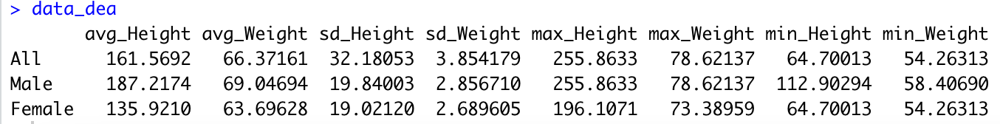 > data_dea
avg_Height avg_Weight sd_Height sd_Weight max_Height max_Weight min_Height min_Weight
All 161.5692 66.37161 32.18053 3.854179 255.8633 78.62137 64.70013 54.26313
Male 187.2174 69.04694 19.84003 2.856710 255.8633 78.62137 112.90294 58.40690
Female 135.9210 63.69628 19.02120 2.689605 196.1071 73.38959 64.70013 54.26313